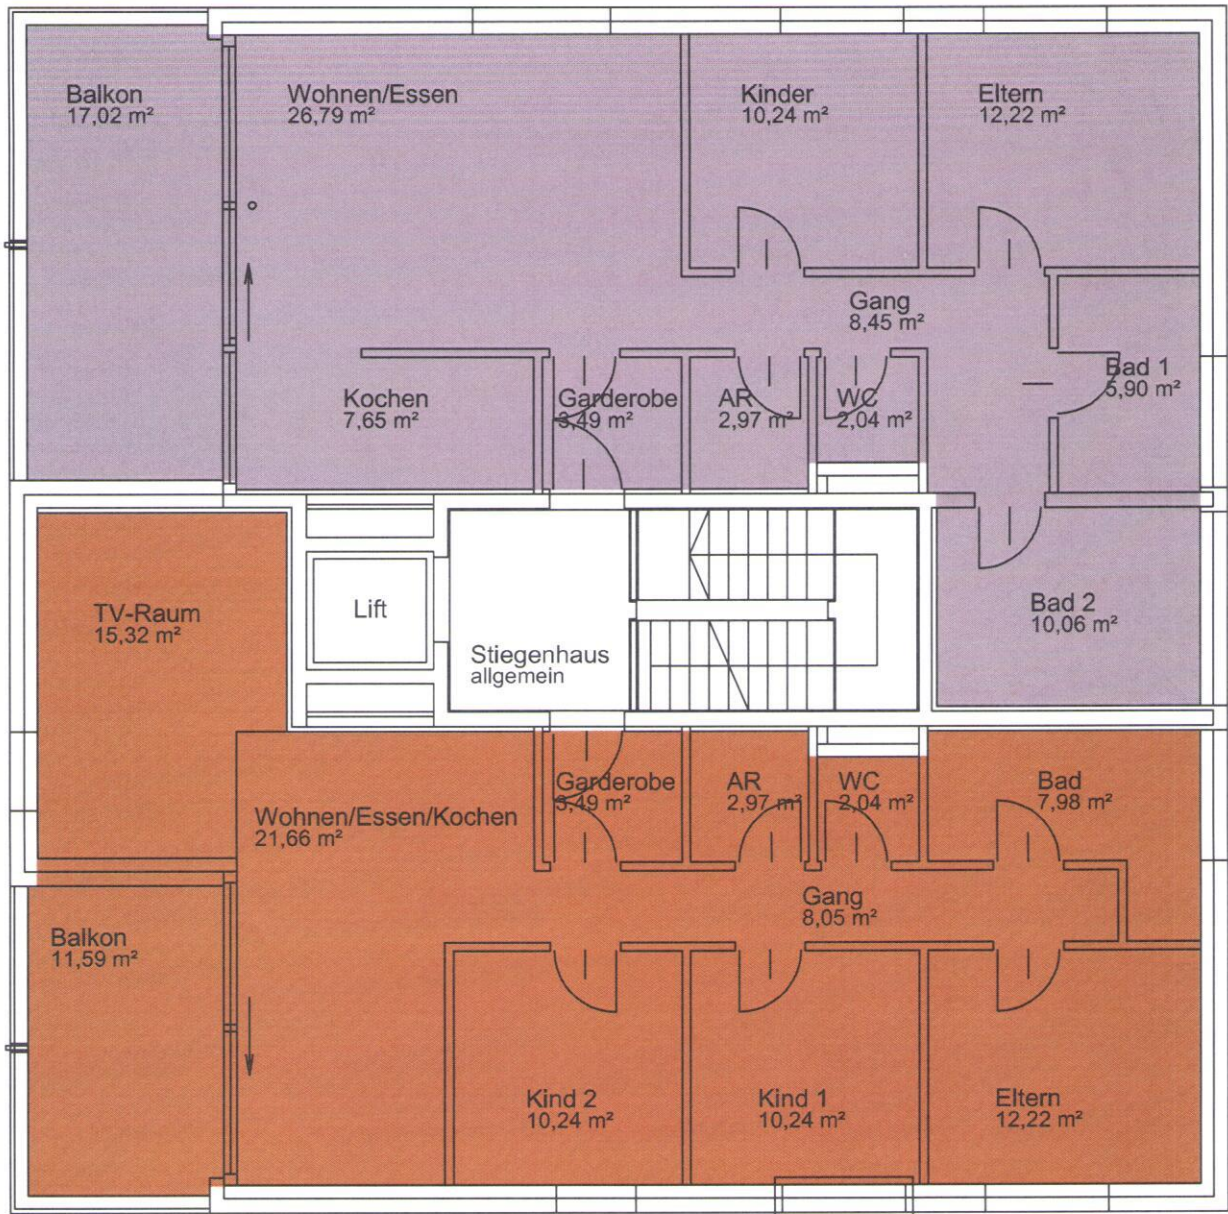 Balkon
17,02 m²
Wohnen/Essen
26,79 m²
Kinder
10,24 m²
Eltern
12,22 m²
Gang
8,45 m²
Kochen
7,65 m²
Garderobe
3,49 m²
AR
2,97 m²
WC
2,04 m²
Bad 1
5,90 m²
TV-Raum
15,32 m²
Lift
Stiegenhaus
allgemein
Bad 2
10,06 m²
Wohnen/Essen/Kochen
21,66 m²
Garderobe
3,49 m²
AR
2,97 m²
WC
2,04 m²
Bad
7,98 m²
Gang
8,05 m²
Balkon
11,59 m²
Kind 2
10,24 m²
Kind 1
10,24 m²
Eltern
12,22 m²